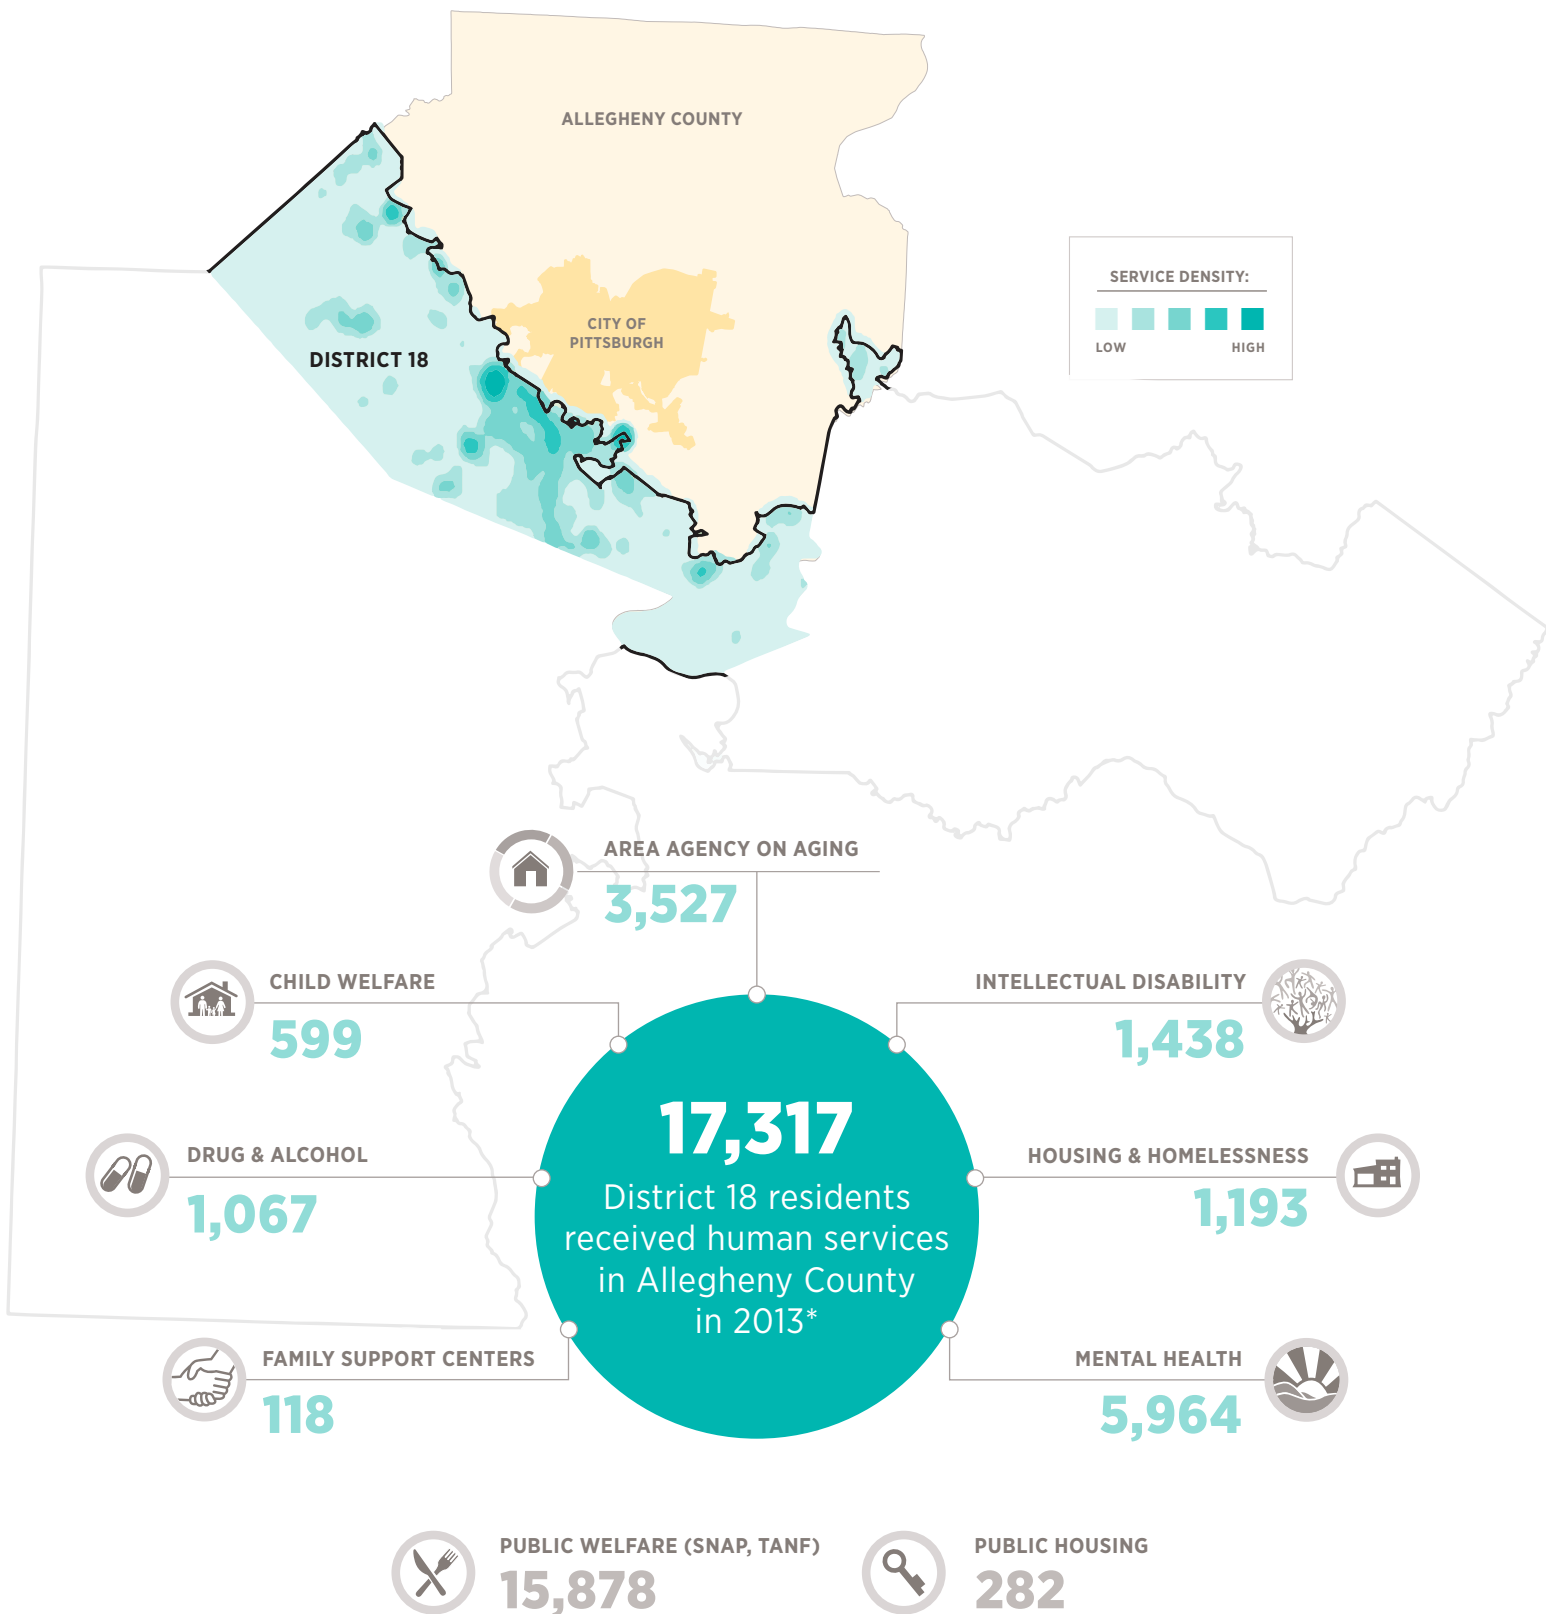 ALLEGHENY COUNTY
CITY OF
PITTSBURGH
DISTRICT 18
SERVICE DENSITY:
LOW
HIGH
AREA AGENCY ON AGING
3,527
CHILD WELFARE
599
INTELLECTUAL DISABILITY
1,438
DRUG & ALCOHOL
1,067
HOUSING & HOMELESSNESS
1,193
17,317
District 18 residents
received human services
in Allegheny County
in 2013*
FAMILY SUPPORT CENTERS
118
MENTAL HEALTH
5,964
PUBLIC WELFARE (SNAP, TANF)
15,878
PUBLIC HOUSING
282